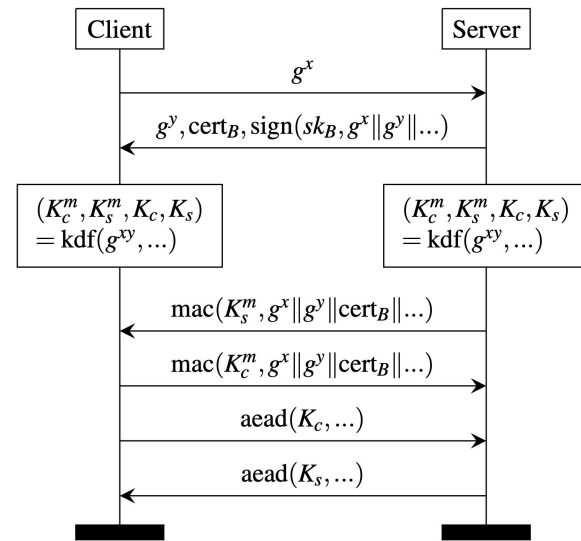 Client Server
g^x
g^y, cert_B, sign(sk_B, g^x||g^y||...)
(K_c^m, K_s^m, K_c, K_s)
= kdf(g^{xy}, ...)
(K_c^m, K_s^m, K_c, K_s)
= kdf(g^{xy}, ...)
mac(K_s^m, g^x||g^y||cert_B||...)
mac(K_c^m, g^x||g^y||cert_B||...)
aead(K_c, ...)
aead(K_s, ...)